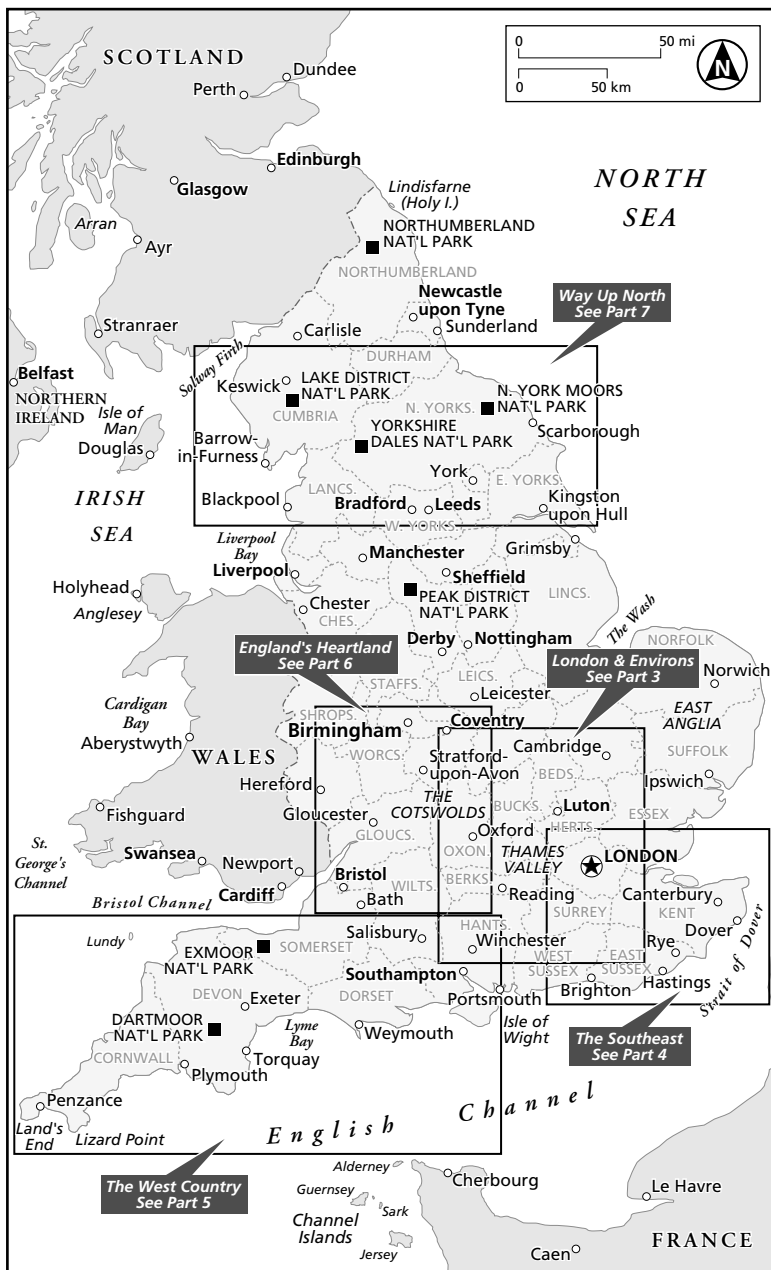 SCOTLAND
0 50 mi
0 50 km
N
Dundee
Perth
Edinburgh
Glasgow
Lindisfarne
(Holy I.)
NORTH
SEA
Arran
Ayr
NORTHUMBERLAND
NAT'L PARK
NORTHUMBERLAND
Newcastle
upon Tyne
Sunderland
Way Up North
See Part 7
Stranraer
Carlisle
DURHAM
Solway Firth
Belfast
NORTHERN
IRELAND
Keswick
LAKE DISTRICT
NAT'L PARK
CUMBRIA
N. YORKS.
N. YORK MOORS
NAT'L PARK
Isle of
Man
Douglas
YORKSHIRE
DALES NAT'L PARK
Scarborough
Barrow-
in-Furness
York
E. YORKS.
IRISH
SEA
Blackpool
LANCS.
Bradford
Leeds
Kingston
upon Hull
W. YORKS.
Liverpool
Bay
Manchester
Grimsby
Liverpool
Sheffield
Holyhead
Anglesey
PEAK DISTRICT
NAT'L PARK
LINCS.
Chester
CHES.
The Wash
England's Heartland
See Part 6
Derby
Nottingham
NORFOLK
London & Environs
See Part 3
Norwich
STAFFS.
LEICS.
Leicester
Cardigan
Bay
Aberystwyth
SHROPS.
Birmingham
Coventry
EAST
ANGLIA
WALES
WORCS.
Cambridge
SUFFOLK
Stratford-
upon-Avon
BEDS.
Ipswich
Hereford
THE
COTSWOLDS
BUCKS.
Luton
Fishguard
Gloucester
ESSEX
GLOUCS.
Oxford
HERTS.
St.
George's
Channel
Swansea
Newport
OXON.
THAMES
VALLEY
LONDON
Cardiff
Bristol
WILTS.
BERKS.
Reading
Canterbury
Bristol Channel
Bath
SURREY
KENT
Lundy
Salisbury
HANTS.
Dover
EXMOOR
NAT'L PARK
SOMERSET
Winchester
Rye
WEST
SUSSEX
EAST
SUSSEX
Strait of Dover
Southampton
Hastings
DEVON
Exeter
DORSET
Portsmouth
Brighton
DARTMOOR
NAT'L PARK
Lyme
Bay
Weymouth
Isle of
Wight
The Southeast
See Part 4
CORNWALL
Torquay
Plymouth
Penzance
English Channel
Land's
End
Lizard Point
The West Country
See Part 5
Alderney
Cherbourg
Guernsey
Sark
Le Havre
Channel
Islands
Jersey
Caen
FRANCE